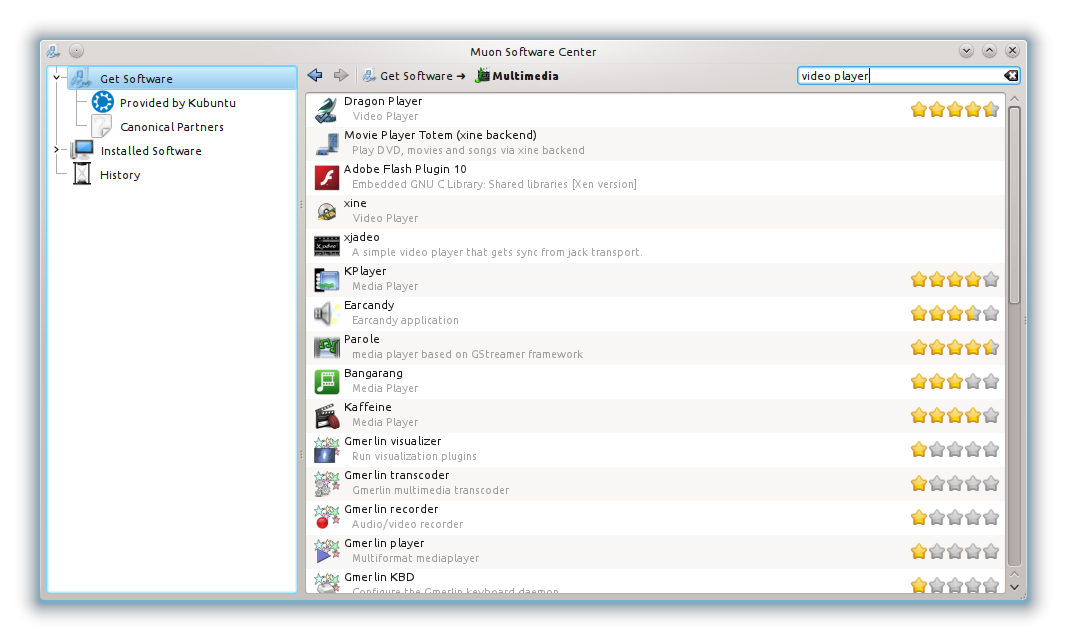 Muon Software Center
Get Software
Provided by Kubuntu
Canonical Partners
Installed Software
History
Get Software → Multimedia
video player
Dragon Player
Video Player
Movie Player Totem (xine backend)
Play DVD, movies and songs via xine backend
Adobe Flash Plugin 10
Embedded GNU C Library: Shared libraries [Xen version]
xine
Video Player
xjadeo
A simple video player that gets sync from jack transport.
KPlayer
Media Player
Earcandy
Earcandy application
Parole
media player based on GStreamer framework
Bangarang
Media Player
Kaffeine
Media Player
Gmerlin visualizer
Run visualization plugins
Gmerlin transcoder
Gmerlin multimedia transcoder
Gmerlin recorder
Audio/video recorder
Gmerlin player
Multiformat mediaplayer
Gmerlin KBD
Configure the Gmerlin keyboard daemon